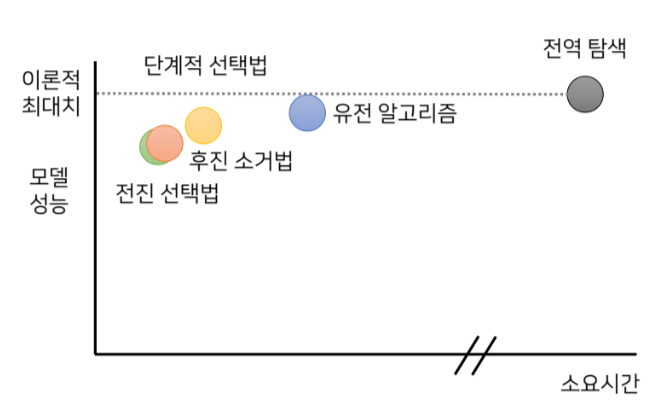 전역 탐색
단계적 선택법
이론적
최대치
유전 알고리즘
후진 소거법
모델
성능
전진 선택법
소요시간